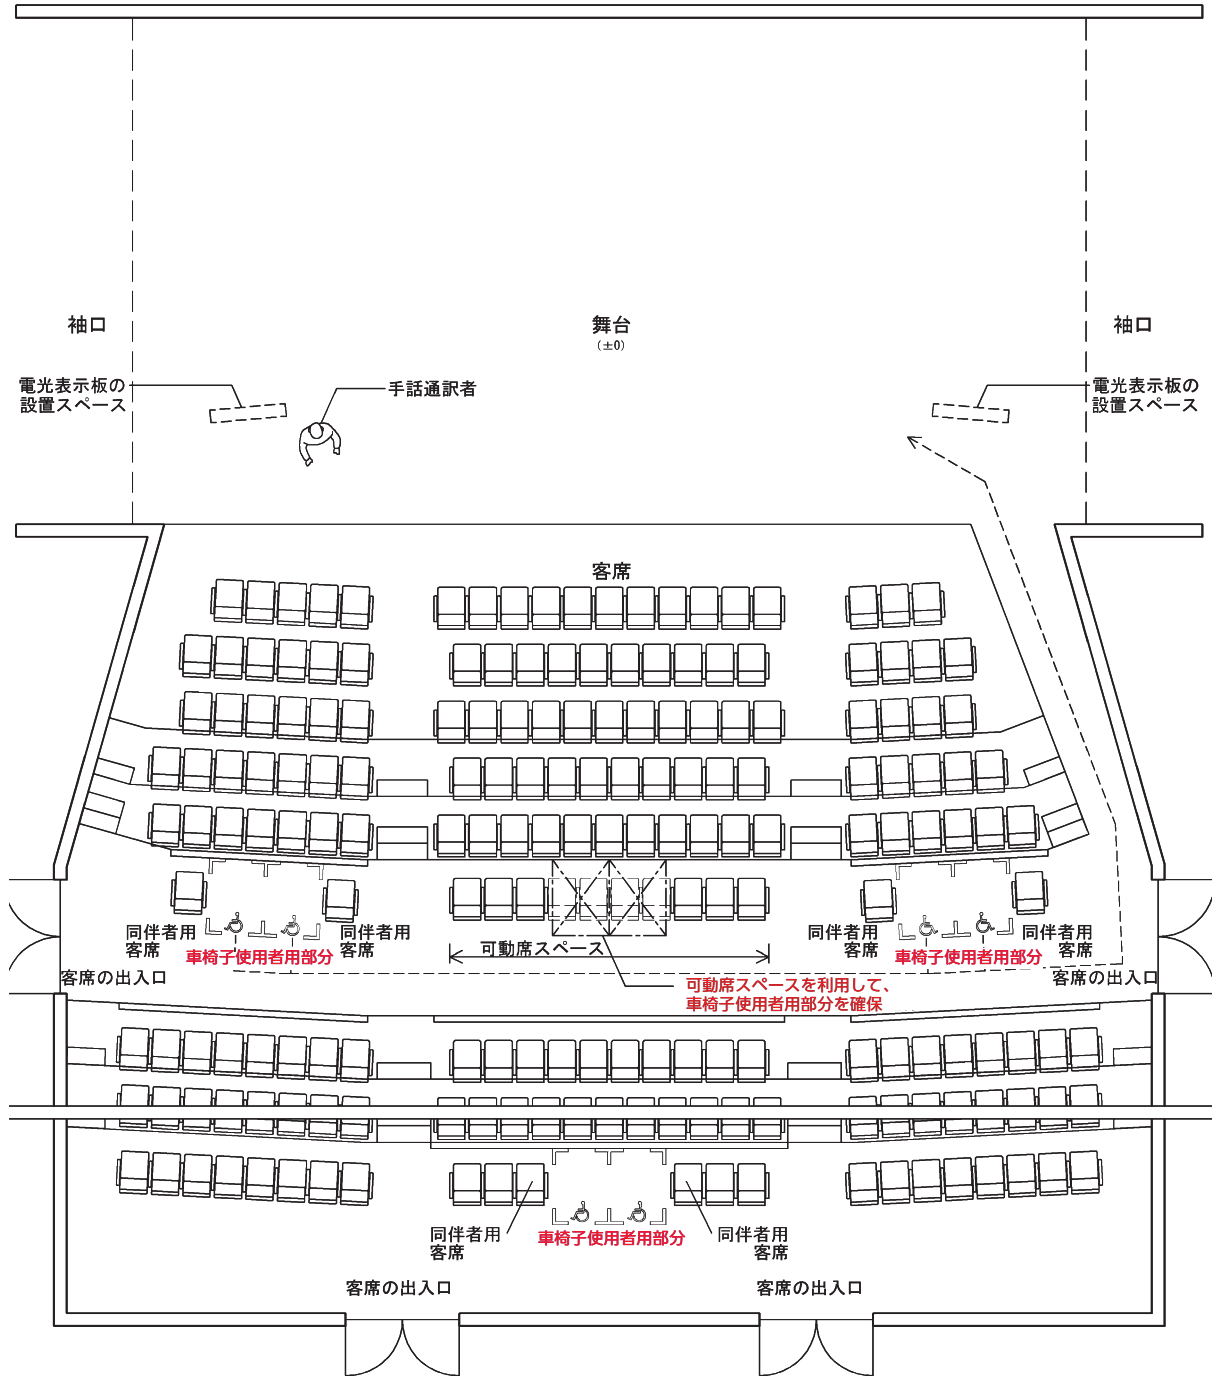 袖口
舞台
(±0)
袖口
電光表示板の
設置スペース
手話通訳者
電光表示板の
設置スペース
客席
同伴者用
客席
同伴者用
客席
車椅子使用者用部分
可動席スペース
同伴者用
客席
同伴者用
客席
車椅子使用者用部分
客席の出入口
客席の出入口
可動席スペースを利用して、
車椅子使用者用部分を確保
同伴者用
客席
車椅子使用者用部分
同伴者用
客席
客席の出入口
客席の出入口